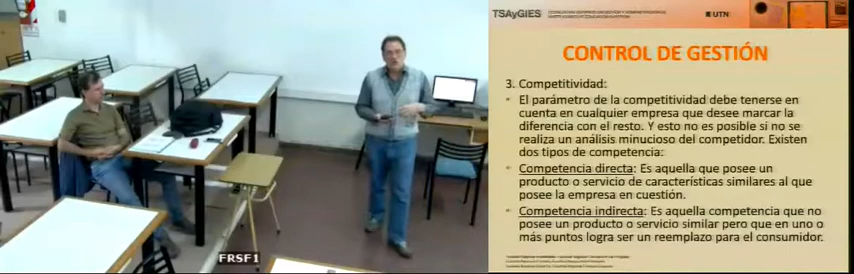 TSAyGIES
UTN
CONTROL DE GESTIÓN
3. Competitividad:
El parámetro de la competitividad debe tenerse en
cuenta en cualquier empresa que desee marcar la
diferencia con el resto. Y esto no es posible si no se
realiza un análisis minucioso del competidor. Existen
dos tipos de competencia:
Competencia directa: Es aquella que posee un
producto o servicio de características similares al que
posee la empresa en cuestión.
Competencia indirecta: Es aquella competencia que no
posee un producto o servicio similar pero que en uno o
más puntos logra ser un reemplazo para el consumidor.
FRSF1